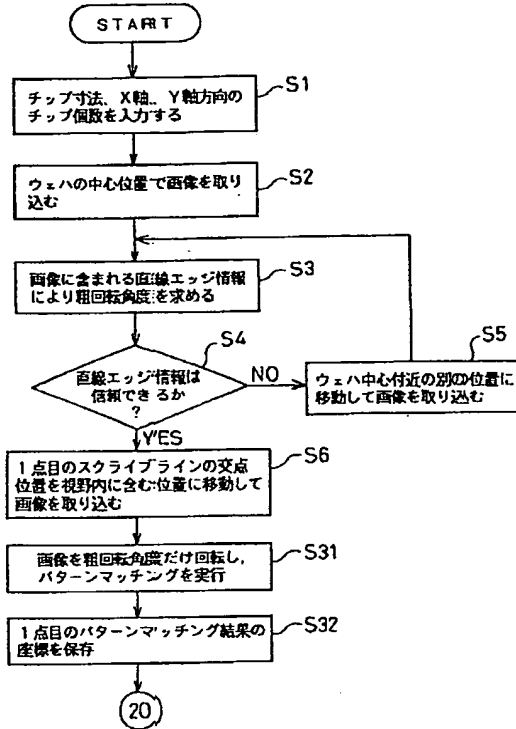 START
S1
チップ寸法、X軸、Y軸方向の
チップ個数を入力する
S2
ウェハの中心位置で画像を取り
込む
S3
画像に含まれる直線エッジ情報
により粗回転角度を求める
S4
直線エッジ情報は
信頼できるか
?
NO
S5
ウェハ中心付近の別の位置に
移動して画像を取り込む
YES
S6
1点目のスクライブラインの交点
位置を視野内に含む位置に移動して
画像を取り込む
S31
画像を粗回転角度だけ回転し,
パターンマッチングを実行
S32
1点目のパターンマッチング結果の
座標を保存
20